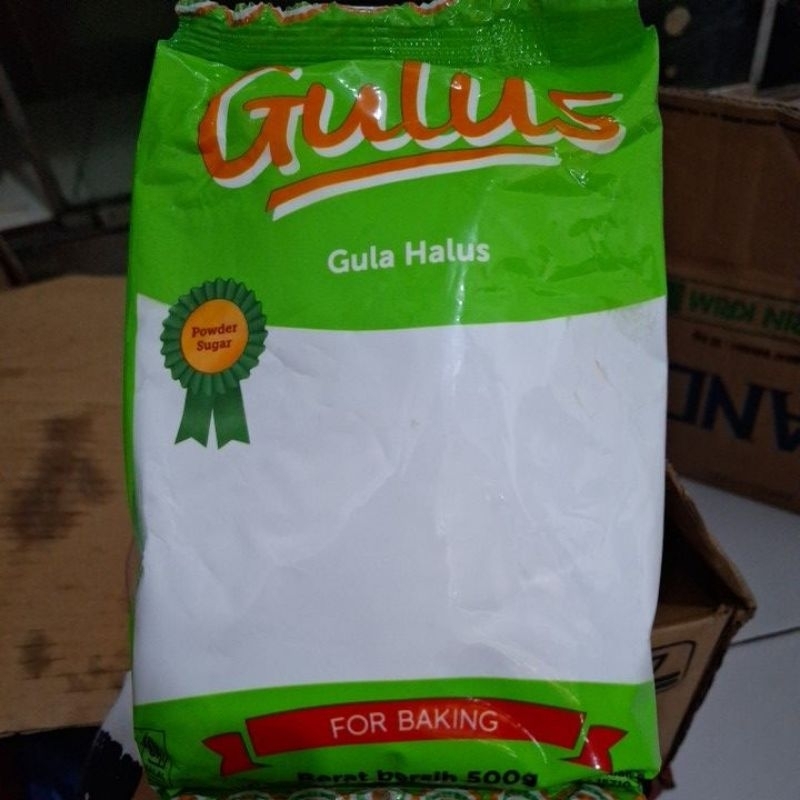 Gulus
Gula Halus
Powder
Sugar
FOR BAKING
Berat bersih 500g